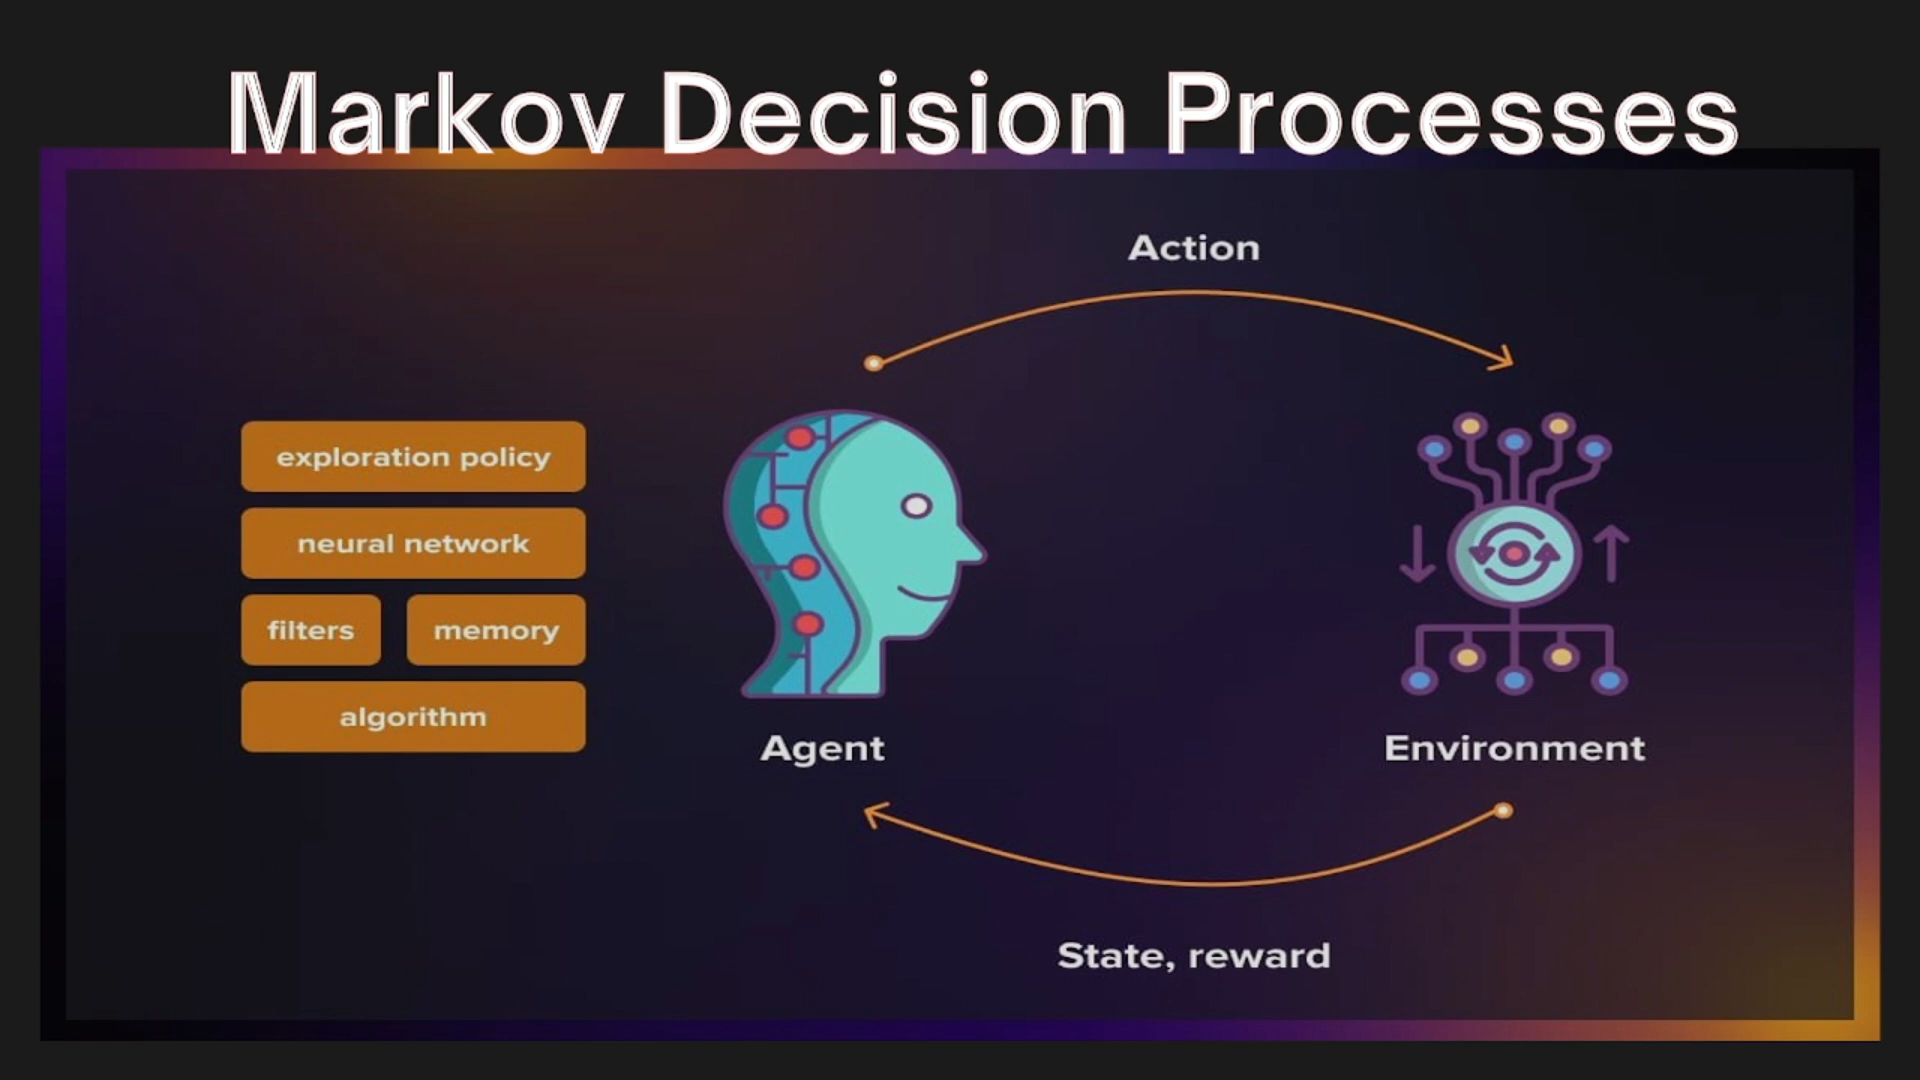 Markov Decision Processes
Action
exploration policy
neural network
filters memory
algorithm
Agent
Environment
State, reward